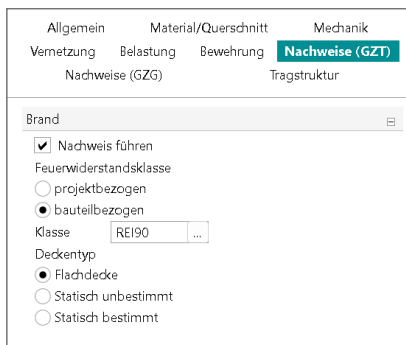 Allgemein Material/Querschnitt Mechanik
Vernetzung Belastung Bewehrung Nachweise (GZT)
Nachweise (GZG) Tragstruktur
Brand
Nachweis führen
Feuerwiderstandsklasse
projektbezogen
bauteilbezogen
Klasse REI90 ...
Deckentyp
Flachdecke
Statisch unbestimmt
Statisch bestimmt